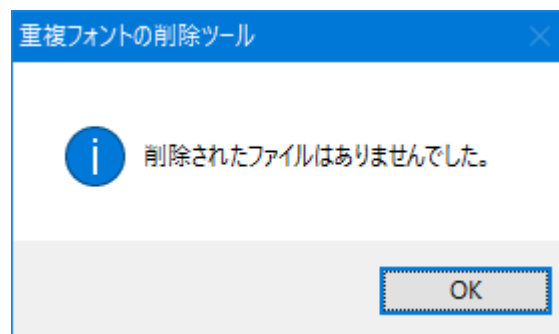 重複フォントの削除ツール
削除されたファイルはありませんでした。
OK